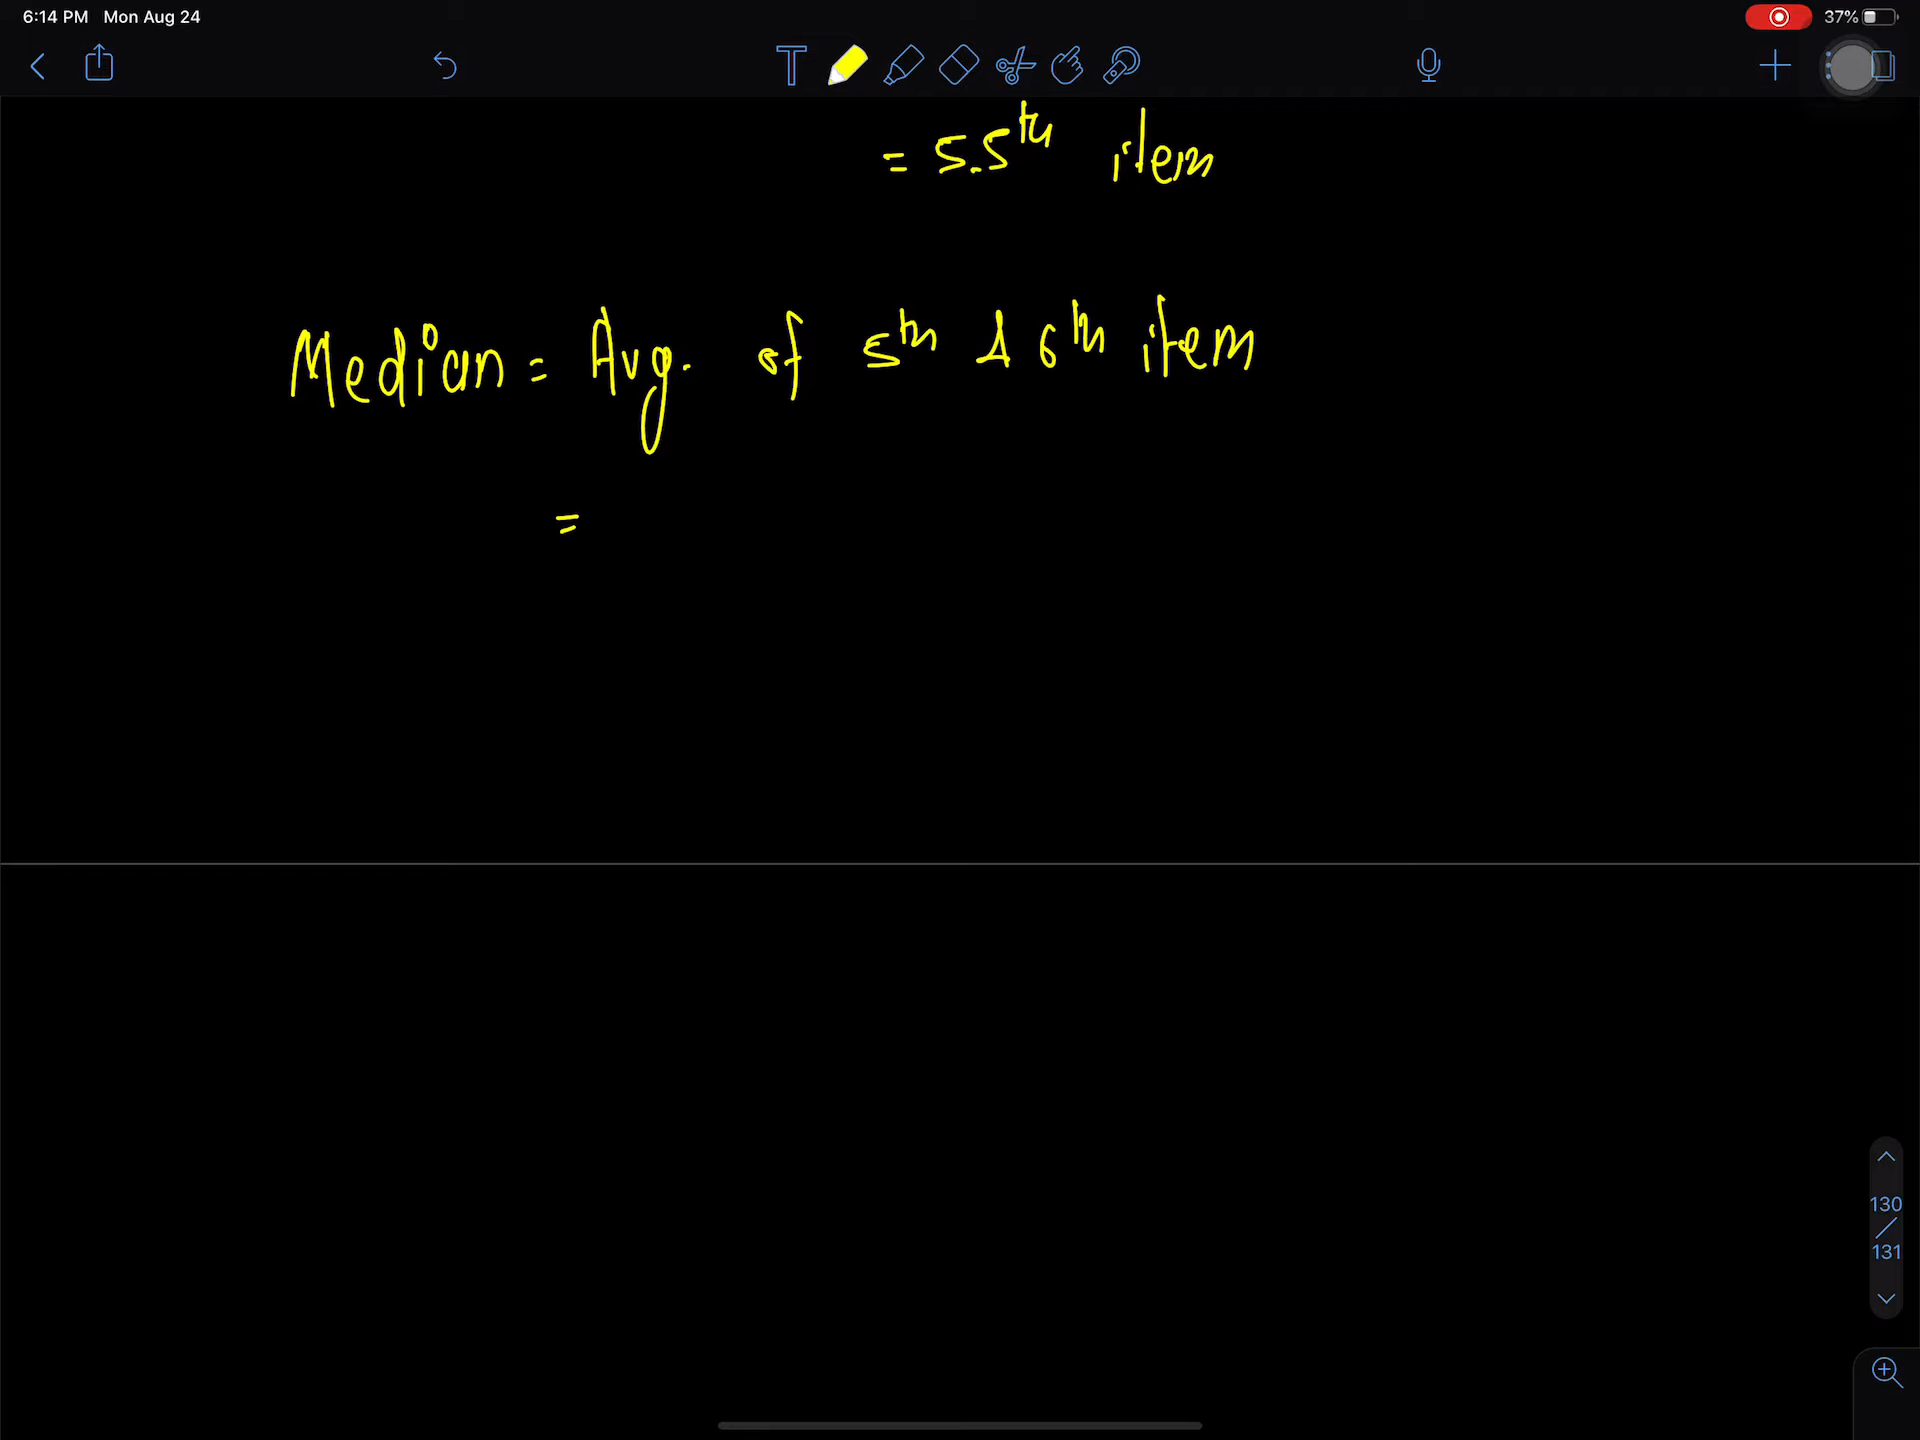 6:14 PM Mon Aug 24
37%
T
= 5.5th item
Median = Avg. of 5th & 6th item
=
130
/
131